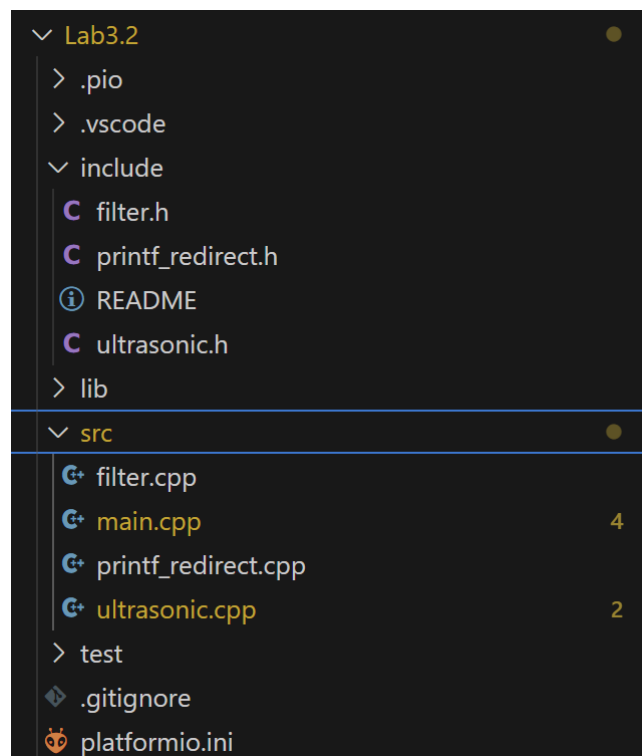 Lab3.2
.pio
.vscode
include
C filter.h
C printf_redirect.h
README
C ultrasonic.h
lib
src
C++ filter.cpp
C++ main.cpp 4
C++ printf_redirect.cpp
C++ ultrasonic.cpp 2
test
.gitignore
platformio.ini